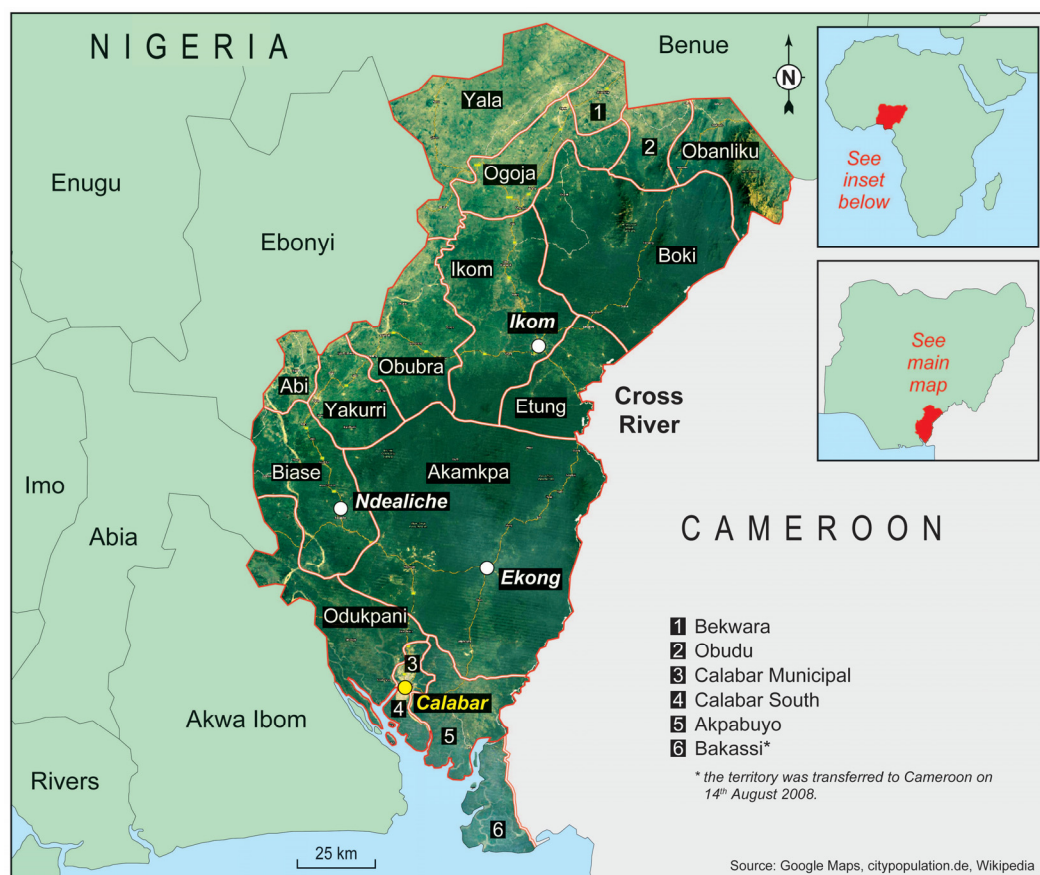 NIGERIA
Benue
Yala
1
2
Obanliku
Ogoja
Enugu
Ebonyi
Ikom
Boki
Ikom
Obubra
Abi
Yakurri
Etung
Cross
River
Biase
Akamkpa
Imo
Ndealiche
Abia
CAMEROON
Ekong
Odukpani
3
Calabar
4
5
Akwa Ibom
Rivers
6
25 km
N
See
inset
below
See
main
map
1 Bekwara
2 Obudu
3 Calabar Municipal
4 Calabar South
5 Akpabuyo
6 Bakassi*
* the territory was transferred to Cameroon on
14th August 2008.
Source: Google Maps, citypopulation.de, Wikipedia